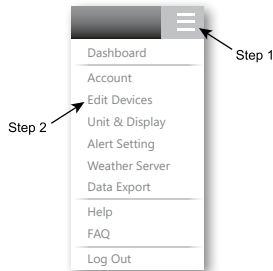 Step 1
Dashboard
Account
Edit Devices
Step 2
Unit & Display
Alert Setting
Weather Server
Data Export
Help
FAQ
Log Out